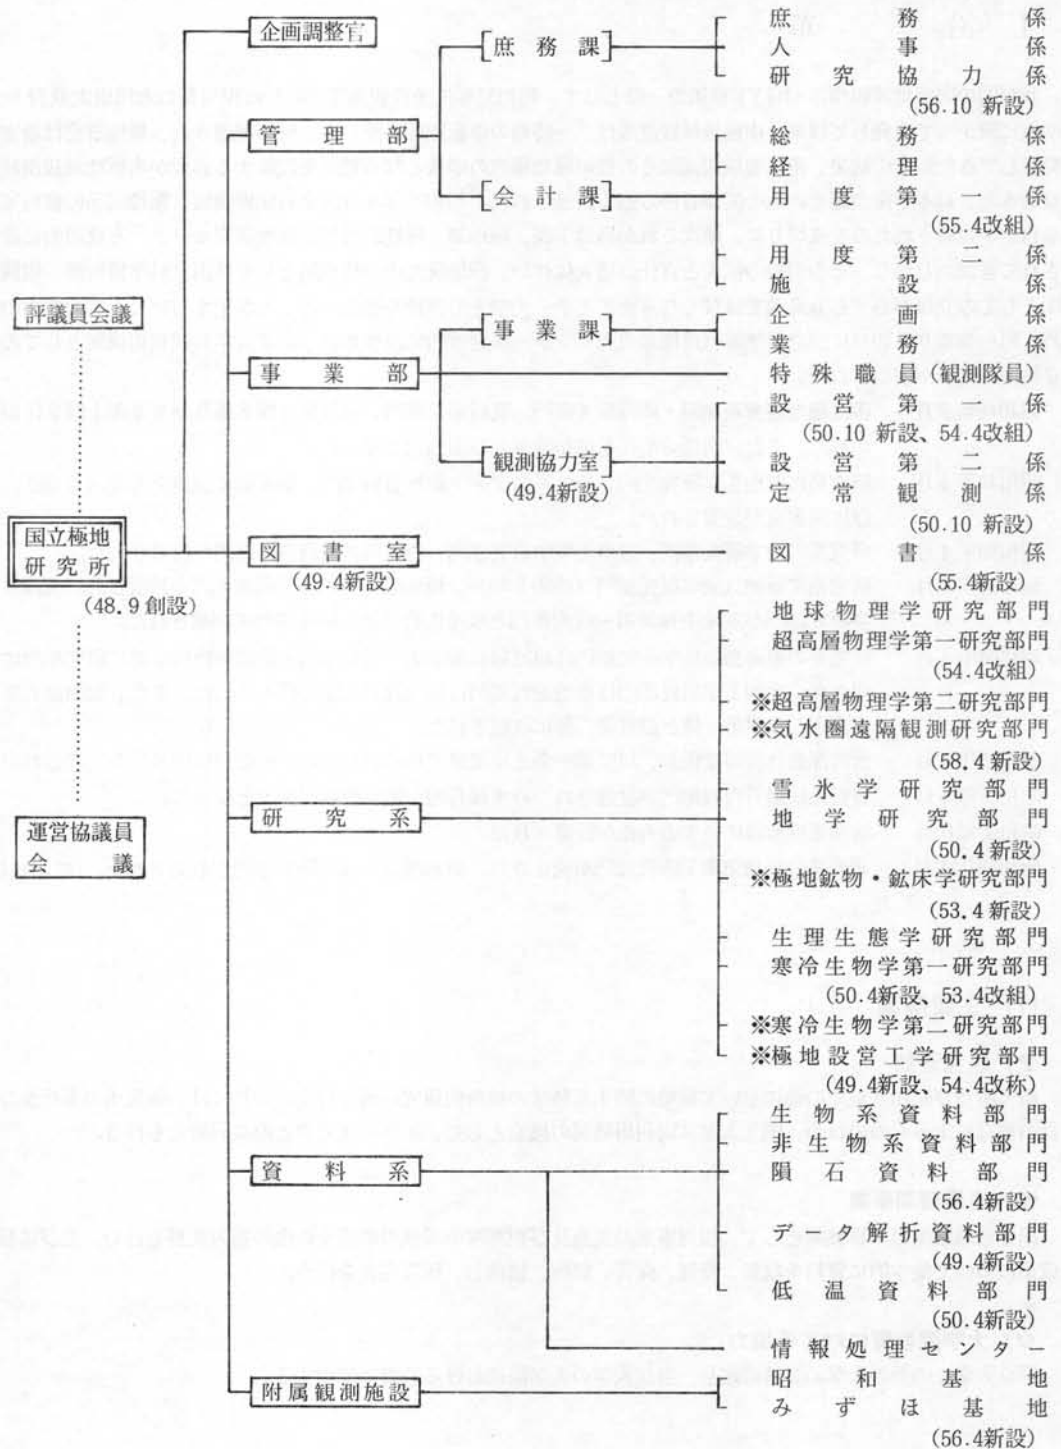 企画調整官
管理部
[庶務課]
庶務係
人事係
研究協力係
(56.10 新設)
[会計課]
総務係
経理係
用度第一係
(55.4改組)
用度第二係
施設係
評議員会議
国立極地
研究所
(48.9 創設)
運営協議員
会議
事業部
[事業課]
企画係
業務係
特殊職員(観測隊員)
[観測協力室]
(49.4新設)
設営第一係
(50.10 新設、54.4改組)
設営第二係
定常観測係
(50.10 新設)
図書室
(49.4新設)
図書係
(55.4新設)
研究系
地球物理学研究部門
超高層物理学第一研究部門
(54.4改組)
※超高層物理学第二研究部門
※気水圏遠隔観測研究部門
(58.4 新設)
雪氷学研究部門
地学研究部門
(50.4新設)
※極地鉱物・鉱床学研究部門
(53.4 新設)
生理生態学研究部門
寒冷生物学第一研究部門
(50.4新設、53.4改組)
※寒冷生物学第二研究部門
※極地設営工学研究部門
(49.4新設、54.4改称)
資料系
生物系資料部門
非生物系資料部門
隕石資料部門
(56.4新設)
データ解折資料部門
(49.4新設)
低温資料部門
(50.4新設)
情報処理センター
附属観測施設
昭和基地
みずほ基地
(56.4新設)